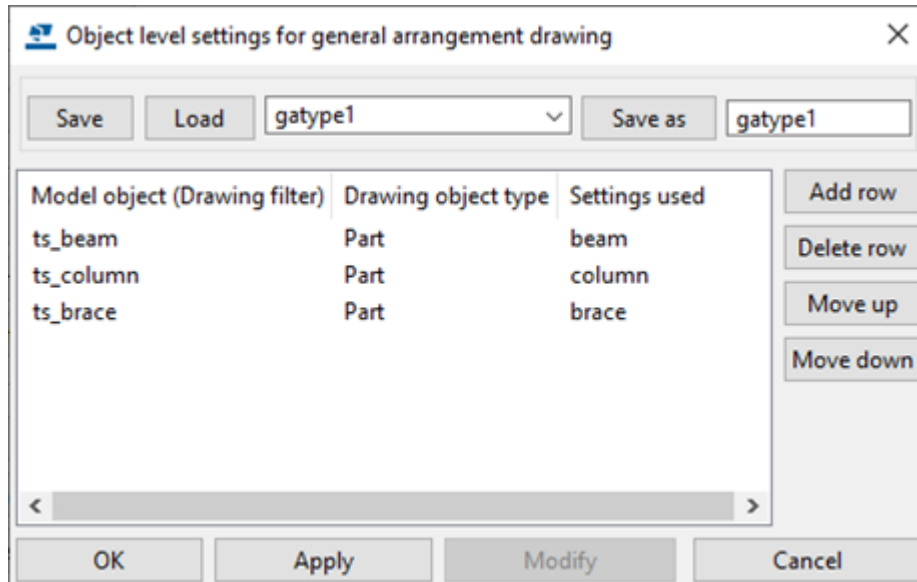 Object level settings for general arrangement drawing
Save Load gatype1 Save as gatype1
Model object (Drawing filter) Drawing object type Settings used
ts_beam Part beam
ts_column Part column
ts_brace Part brace
Add row
Delete row
Move up
Move down
OK Apply Modify Cancel